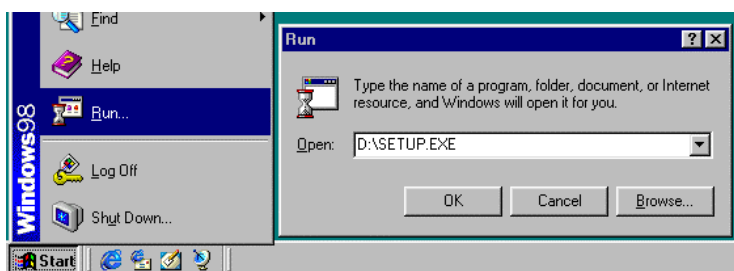 Find
Help
Run...
Log Off
Shut Down...
Windows98
Start
Run
Type the name of a program, folder, document, or Internet
resource, and Windows will open it for you.
Open: D:\SETUP.EXE
OK Cancel Browse...